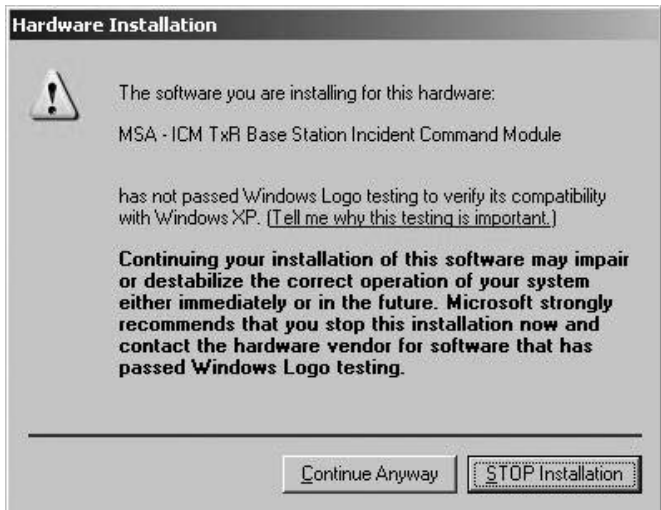 Hardware Installation
The software you are installing for this hardware:
MSA - ICM TxR Base Station Incident Command Module
has not passed Windows Logo testing to verify its compatibility
with Windows XP. (Tell me why this testing is important.)
Continuing your installation of this software may impair
or destabilize the correct operation of your system
either immediately or in the future. Microsoft strongly
recommends that you stop this installation now and
contact the hardware vendor for software that has
passed Windows Logo testing.
Continue Anyway STOP Installation